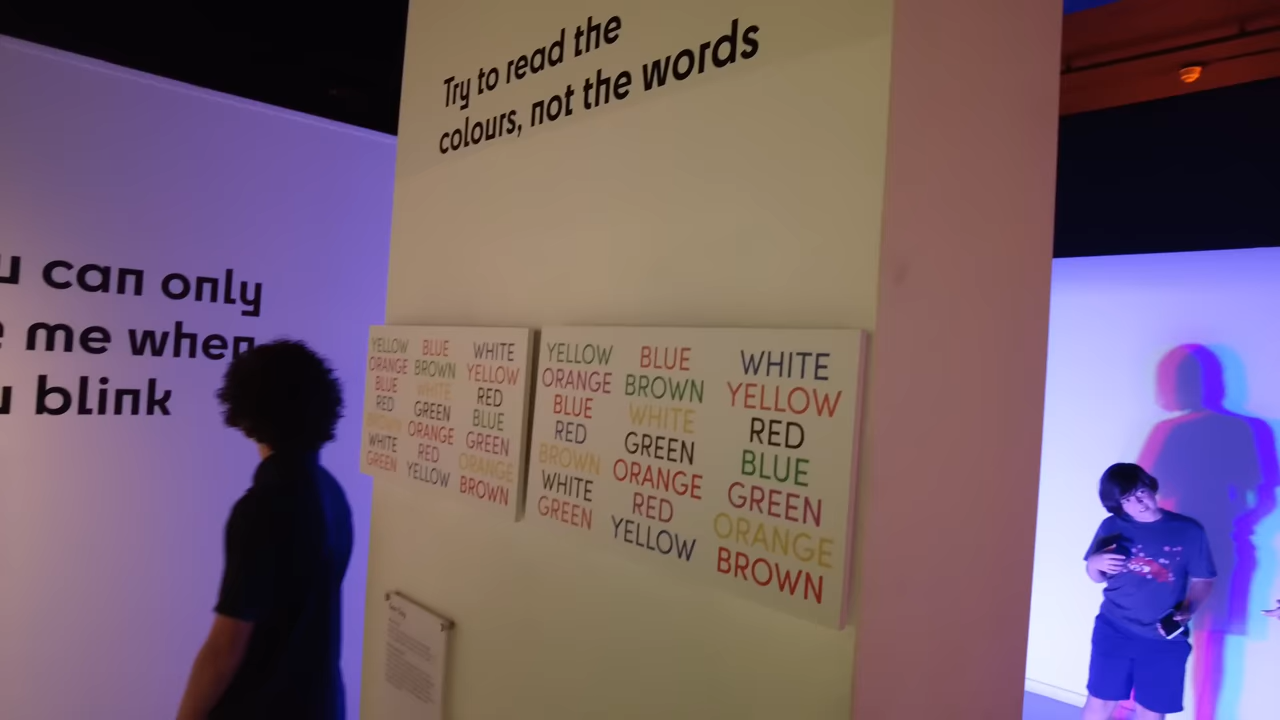 Try to read the
colours, not the words
u can only
e me when
u blink
YELLOW BLUE WHITE
ORANGE BROWN YELLOW
BLUE WHITE RED
RED GREEN BLUE
BROWN ORANGE GREEN
WHITE RED ORANGE
GREEN YELLOW BROWN
YELLOW BLUE WHITE
ORANGE BROWN YELLOW
BLUE WHITE RED
RED GREEN BLUE
BROWN ORANGE GREEN
WHITE RED ORANGE
GREEN YELLOW BROWN